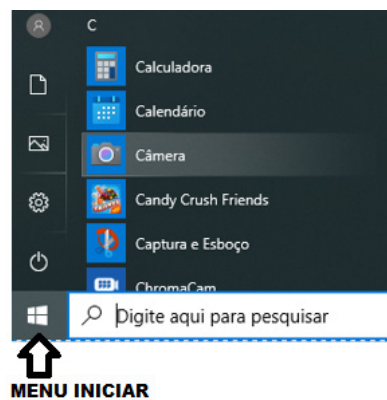 C
Calculadora
Calendário
Câmera
Candy Crush Friends
Captura e Esboço
ChromaCam
Digite aqui para pesquisar
MENU INICIAR